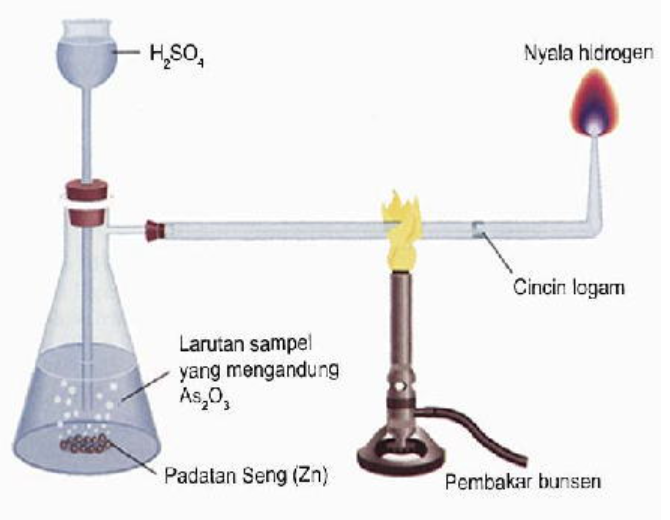 H₂SO₄
Nyala hidrogen
Cincin logam
Larutan sampel
yang mengandung
As₂O₃
Padatan Seng (Zn)
Pembakar bunsen